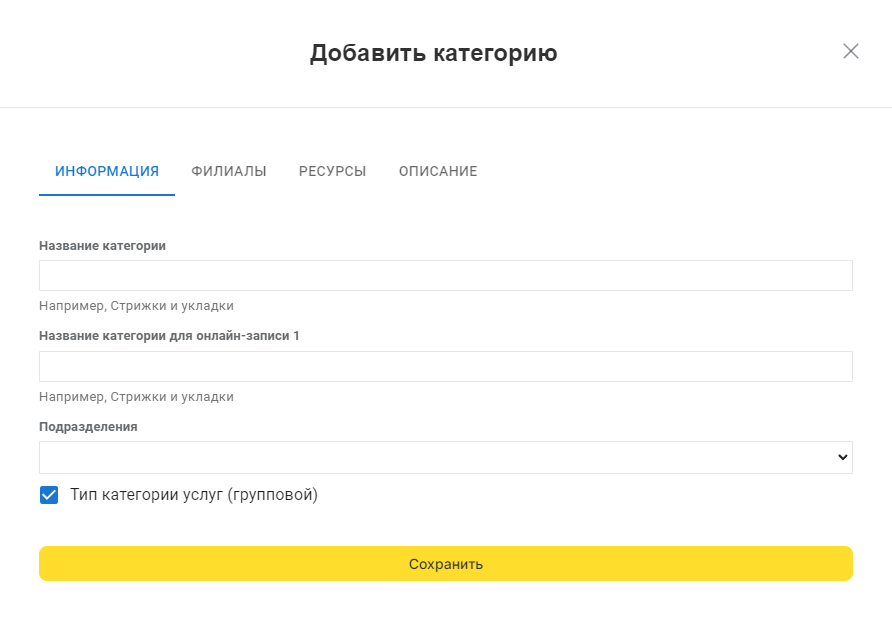 Добавить категорию
ИНФОРМАЦИЯ ФИЛИАЛЫ РЕСУРСЫ ОПИСАНИЕ
Название категории
Например, Стрижки и укладки
Название категории для онлайн-записи 1
Например, Стрижки и укладки
Подразделения
Тип категории услуг (групповой)
Сохранить